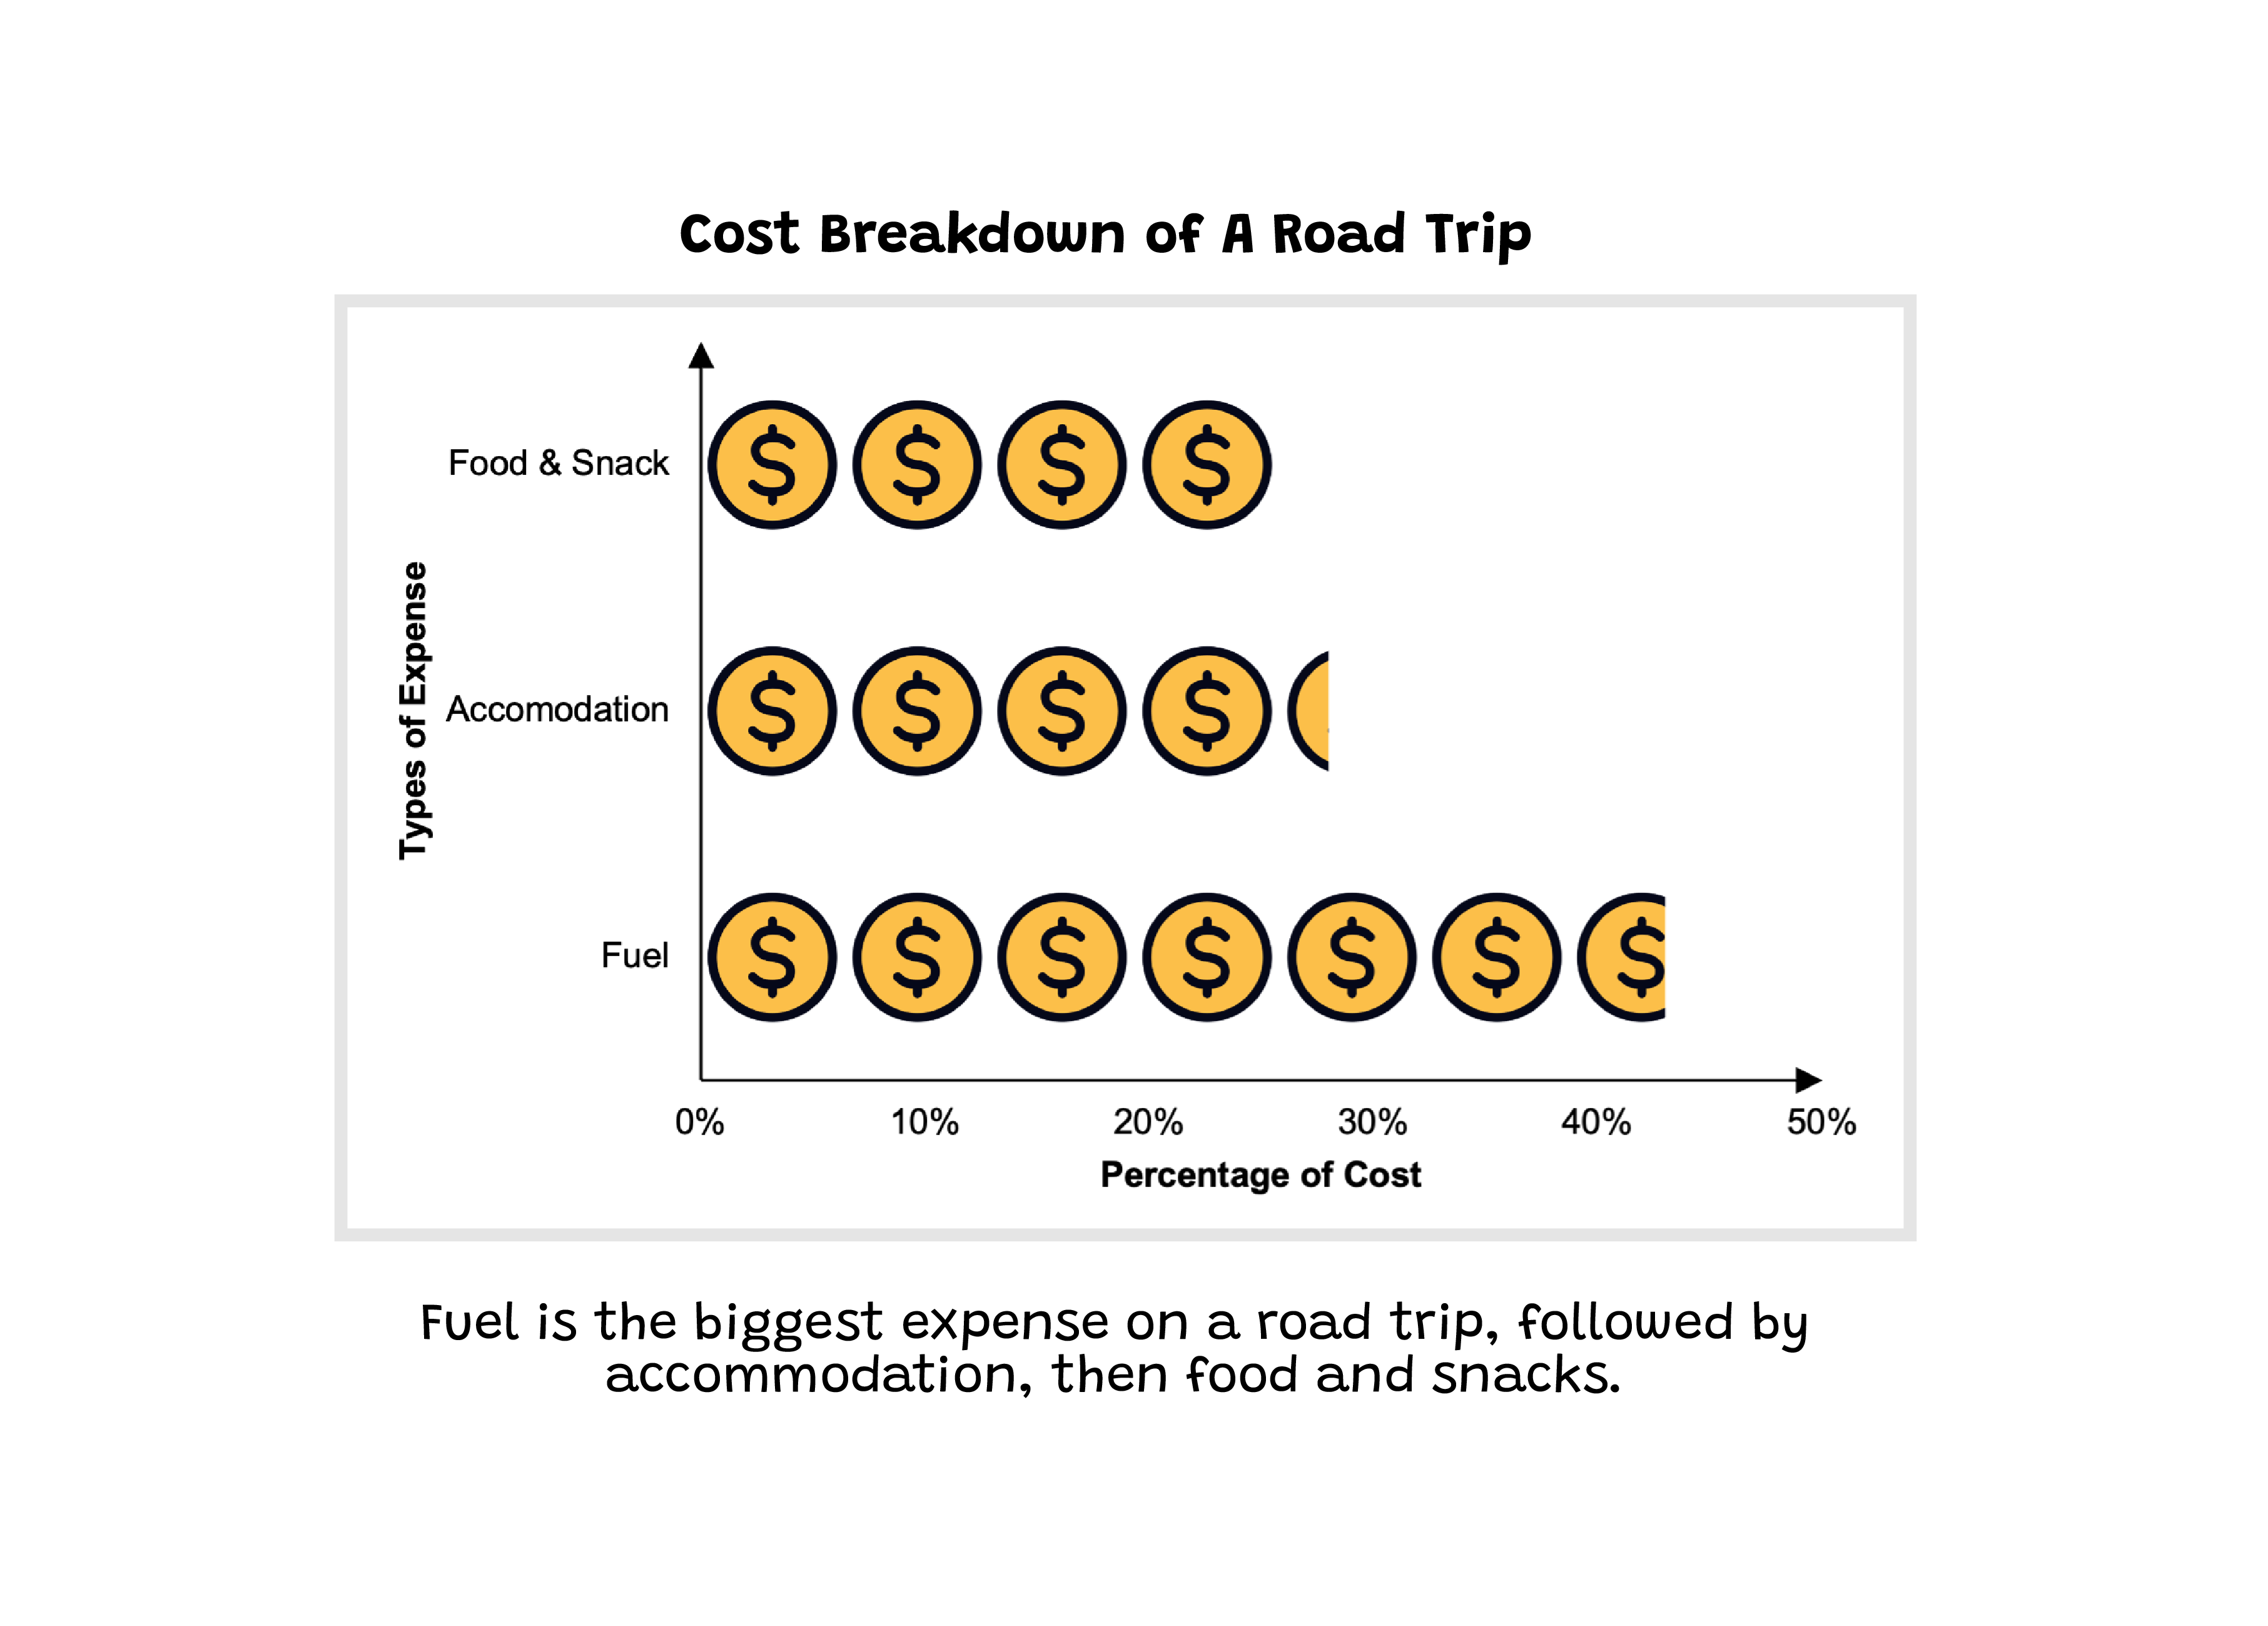 Cost Breakdown of A Road Trip
Food & Snack
$ $ $ $
Types of Expense
Accomodation
$ $ $ $
Fuel
$ $ $ $ $ $ $
0% 10% 20% 30% 40% 50%
Percentage of Cost
Fuel is the biggest expense on a road trip, followed by
accommodation, then food and snacks.